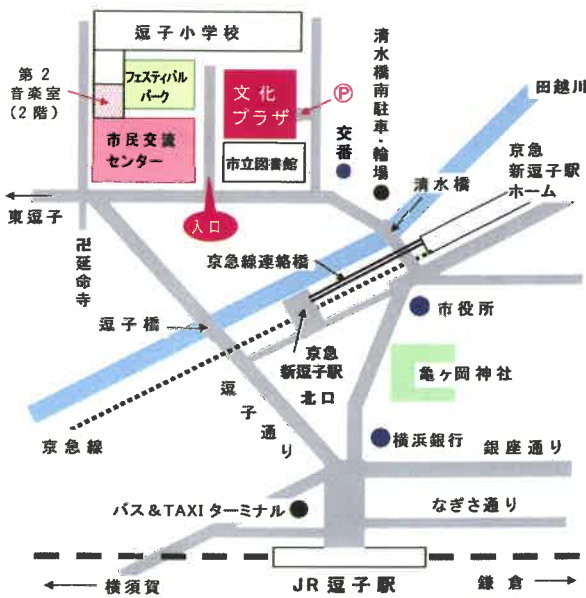 逗子小学校
第2
音楽室
(2階)
フェスティバル
パーク
文化
プラザ
Ⓟ
清水橋南駐車・輪場
田越川
市民交流
センター
市立図書館
交番
京急
新逗子駅
ホーム
清水橋
東逗子
入口
卍延命寺
京急線連絡橋
逗子橋
市役所
京急
新逗子駅
北口
亀ヶ岡神社
逗子通り
京急線
横浜銀行
銀座通り
バス&TAXIターミナル
なぎさ通り
横須賀
JR逗子駅
鎌倉